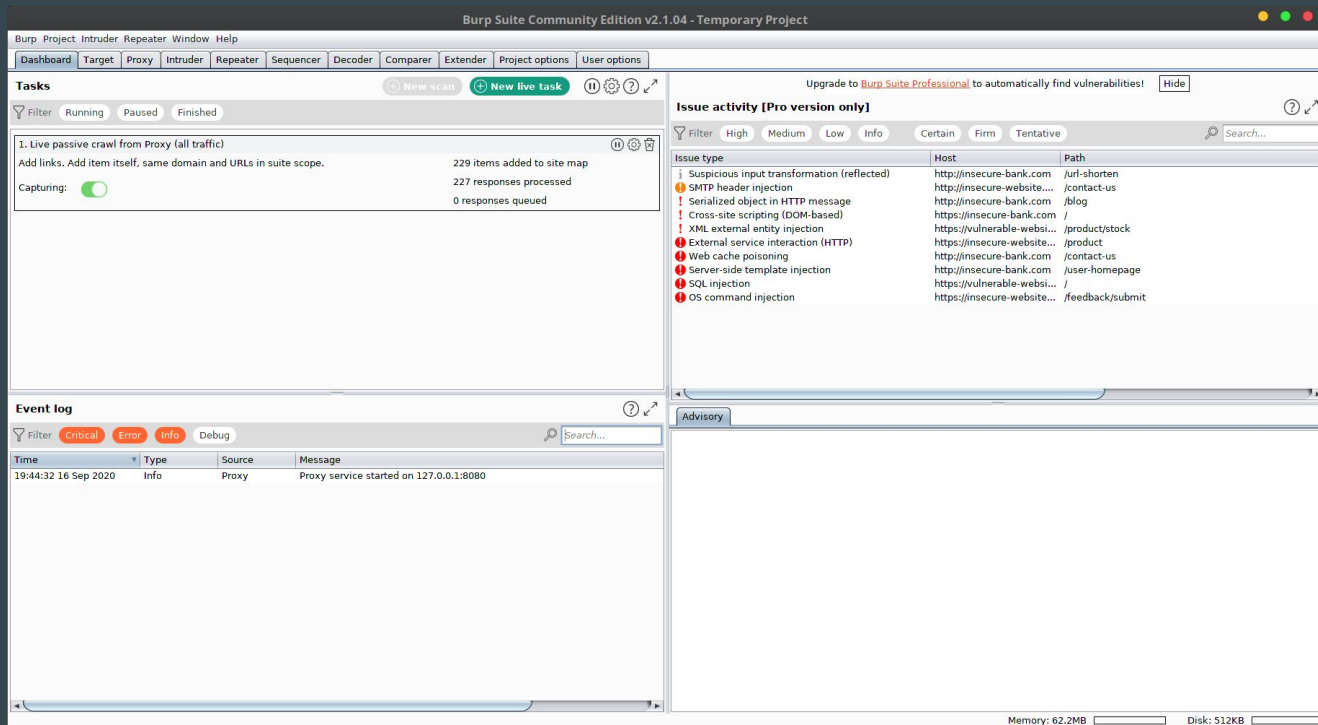 Burp Suite Community Edition v2.1.04 - Temporary Project
Burp Project Intruder Repeater Window Help
Dashboard Target Proxy Intruder Repeater Sequencer Decoder Comparer Extender Project options User options
Tasks
New scan New live task
Filter Running Paused Finished
1. Live passive crawl from Proxy (all traffic)
Add links. Add item itself, same domain and URLs in suite scope.
229 items added to site map
Capturing:
227 responses processed
0 responses queued
Upgrade to Burp Suite Professional to automatically find vulnerabilities! Hide
Issue activity [Pro version only]
Filter High Medium Low Info Certain Firm Tentative Search...
Issue type Host Path
Suspicious input transformation (reflected) http://insecure-bank.com /url-shorten
SMTP header injection http://insecure-website.... /contact-us
Serialized object in HTTP message http://insecure-bank.com /blog
Cross-site scripting (DOM-based) https://insecure-bank.com /
XML external entity injection https://vulnerable-websi... /product/stock
External service interaction (HTTP) https://insecure-website... /product
Web cache poisoning http://insecure-bank.com /contact-us
Server-side template injection http://insecure-bank.com /user-homepage
SQL injection https://vulnerable-websi... /
OS command injection https://insecure-website... /feedback/submit
Event log
Filter Critical Error Info Debug Search...
Time Type Source Message
19:44:32 16 Sep 2020 Info Proxy Proxy service started on 127.0.0.1:8080
Advisory
Memory: 62.2MB Disk: 512KB